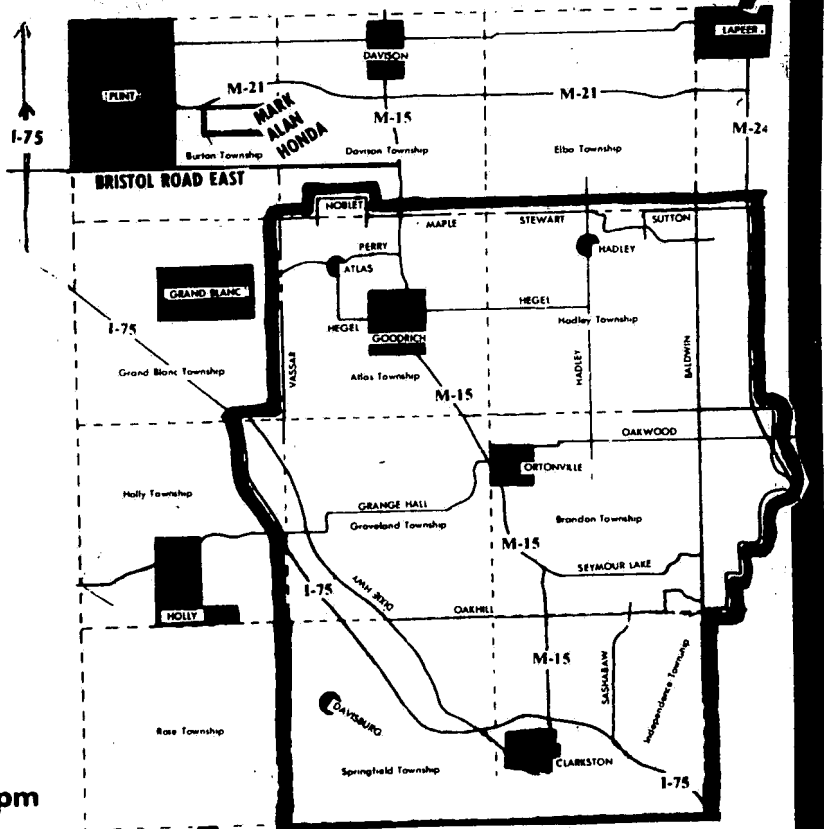 LAPEER
DAVISON
FLINT
M-21
M-21
I-75
MARK
ALAN
HONDA
M-15
M-24
Burton Township
Davison Township
Elba Township
BRISTOL ROAD EAST
NOBLET
MAPLE
STEWART
SUTTON
PERRY
HADLEY
ATLAS
GRAND BLANC
HEGEL
I-75
HEGEL
Hadley Township
GOODRICH
VASSAR
Grand Blanc Township
Atlas Township
HADLEY
BALDWIN
M-15
OAKWOOD
ORTONVILLE
Holly Township
GRANGE HALL
Groveland Township
Brandon Township
M-15
SEYMOUR LAKE
I-75
DIXIE HWY
HOLLY
OAKHILL
M-15
SASHABAW
Independence Township
DAVISBURG
Rose Township
CLARKSTON
Springfield Township
I-75
pm